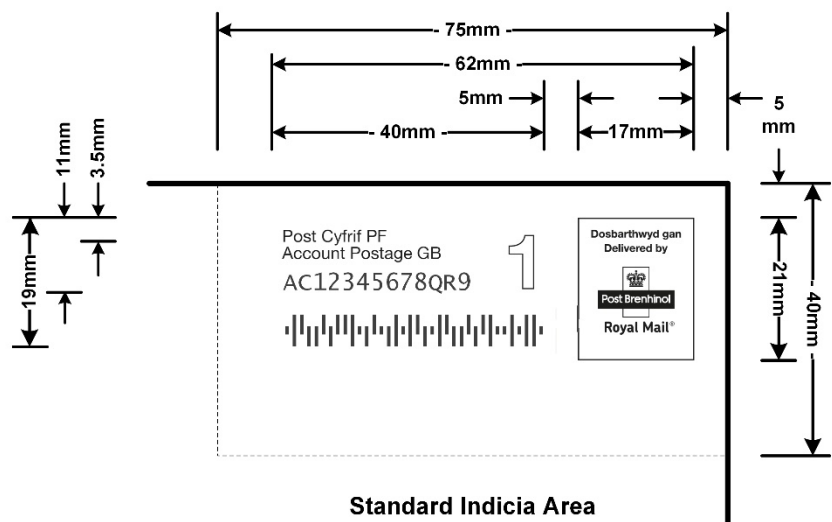 - 75mm -
- 62mm -
5mm
5
mm
- 40mm -
- 17mm -
11mm
3.5mm
- 19mm -
Post Cyfrif PF
Account Postage GB
1
AC12345678QR9
Dosbarthwyd gan
Delivered by
Post Brenhinol
Royal Mail®
- 21mm -
- 40mm -
Standard Indicia Area